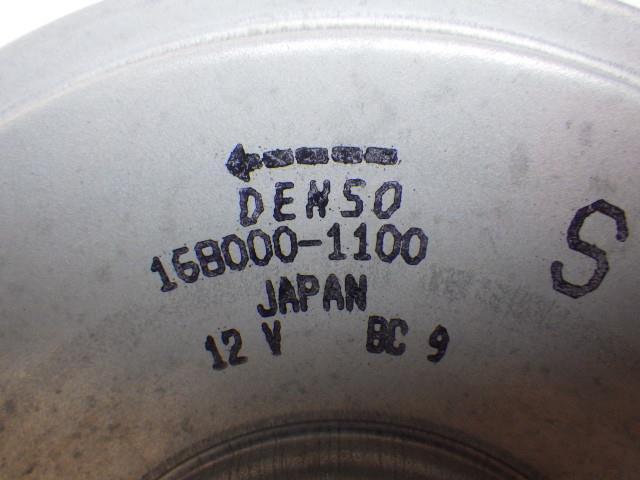 DENSO
168000-1100
JAPAN
12 V BC 9
S